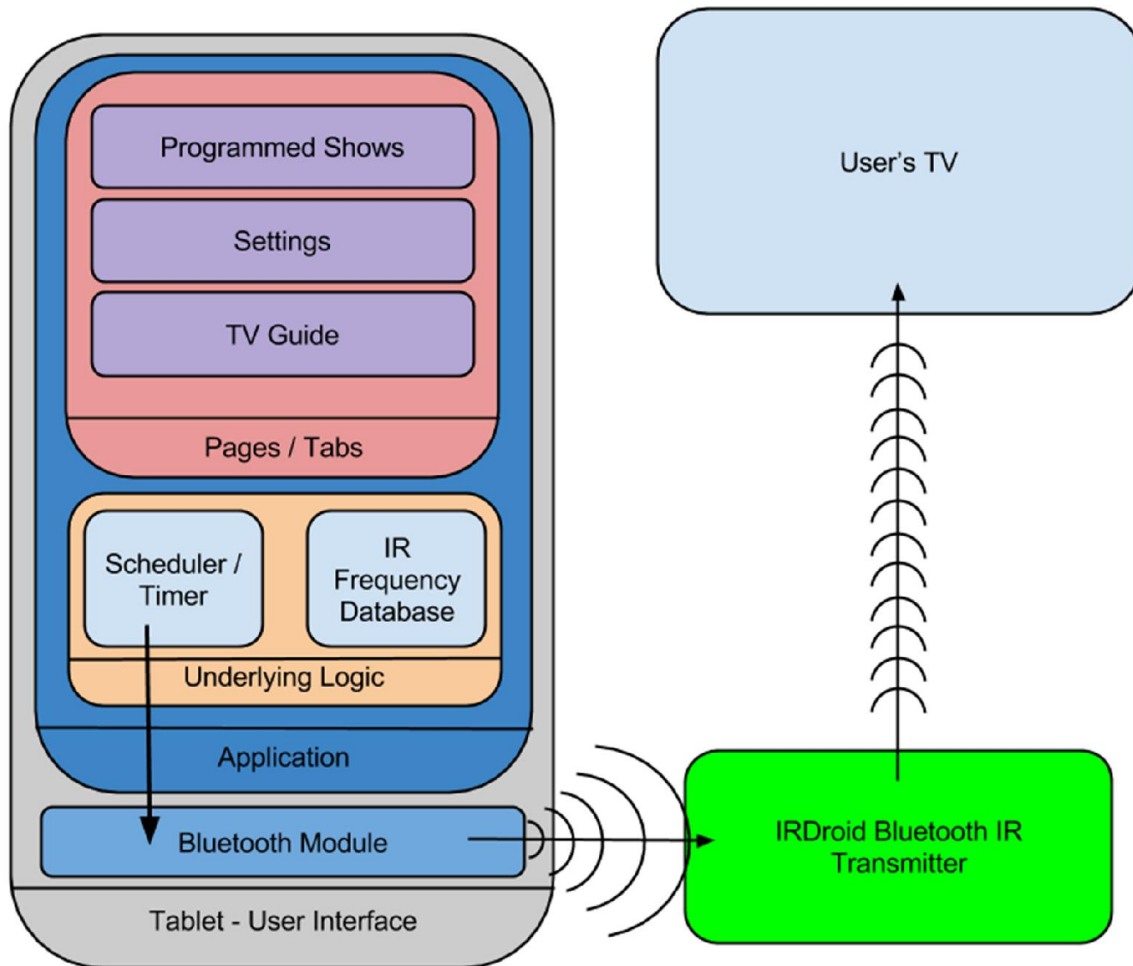 Programmed Shows
Settings
TV Guide
Pages / Tabs
Scheduler /
Timer
IR
Frequency
Database
Underlying Logic
Application
Bluetooth Module
Tablet - User Interface
User's TV
IRDroid Bluetooth IR
Transmitter